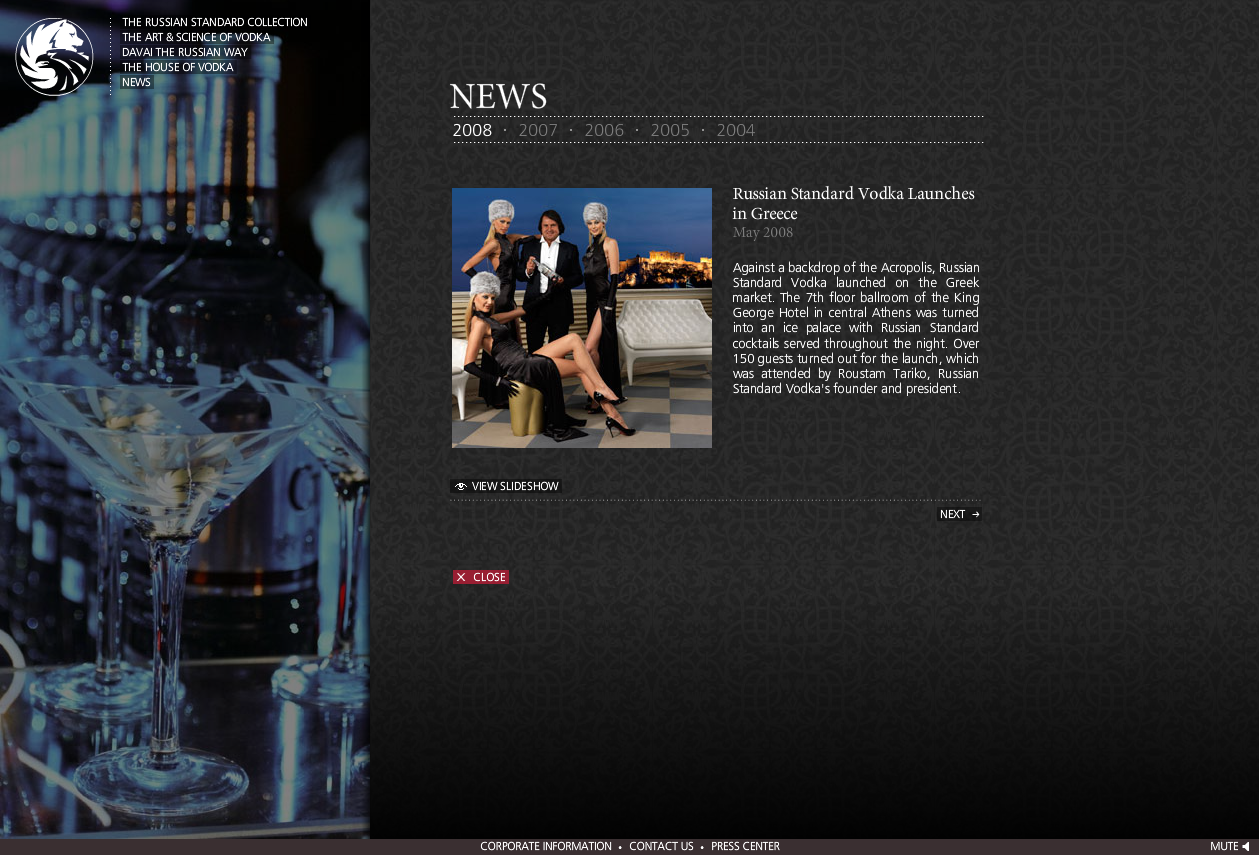 THE RUSSIAN STANDARD COLLECTION
THE ART & SCIENCE OF VODKA
DAVAI THE RUSSIAN WAY
THE HOUSE OF VODKA
NEWS
NEWS
2008 · 2007 · 2006 · 2005 · 2004
Russian Standard Vodka Launches
in Greece
May 2008
Against a backdrop of the Acropolis, Russian
Standard Vodka launched on the Greek
market. The 7th floor ballroom of the King
George Hotel in central Athens was turned
into an ice palace with Russian Standard
cocktails served throughout the night. Over
150 guests turned out for the launch, which
was attended by Roustam Tariko, Russian
Standard Vodka's founder and president.
VIEW SLIDESHOW
NEXT →
X CLOSE
CORPORATE INFORMATION • CONTACT US • PRESS CENTER
MUTE